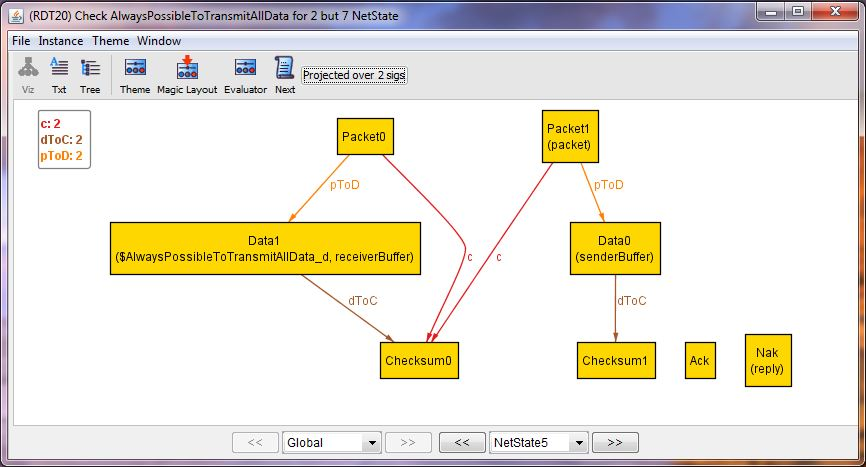 (RDT20) Check AlwaysPossibleToTransmitAllData for 2 but 7 NetState
File Instance Theme Window
Viz Txt Tree Theme Magic Layout Evaluator Next Projected over 2 sigs
c: 2
dToC: 2
pToD: 2
Packet0
Packet1
(packet)
pToD
pToD
Data1
($AlwaysPossibleToTransmitAllData_d, receiverBuffer)
c
c
Data0
(senderBuffer)
dToC
dToC
Checksum0
Checksum1
Ack
Nak
(reply)
<< Global >> << NetState5 >>